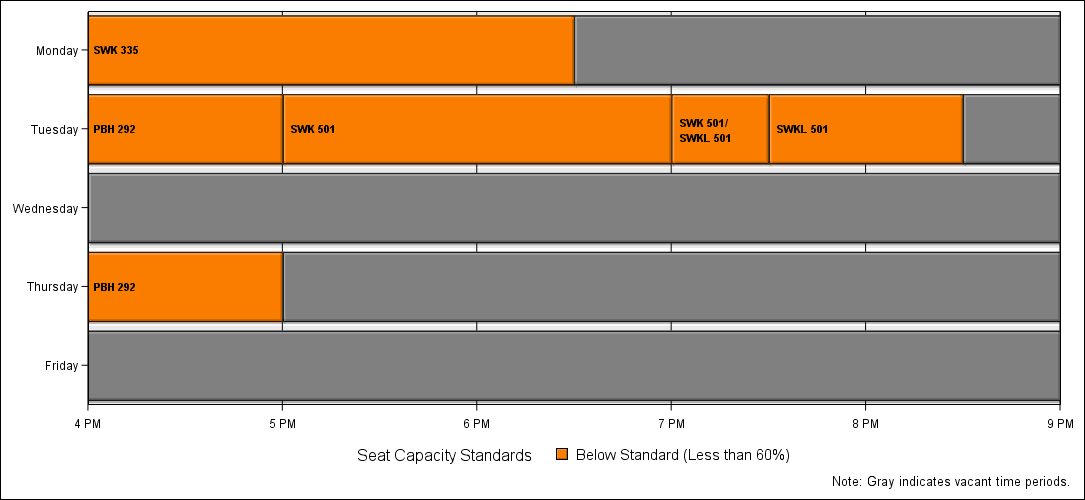 Monday
SWK 335
Tuesday
PBH 292
SWK 501
SWK 501/
SWKL 501
SWKL 501
Wednesday
Thursday
PBH 292
Friday
4 PM 5 PM 6 PM 7 PM 8 PM 9 PM
Seat Capacity Standards Below Standard (Less than 60%)
Note: Gray indicates vacant time periods.